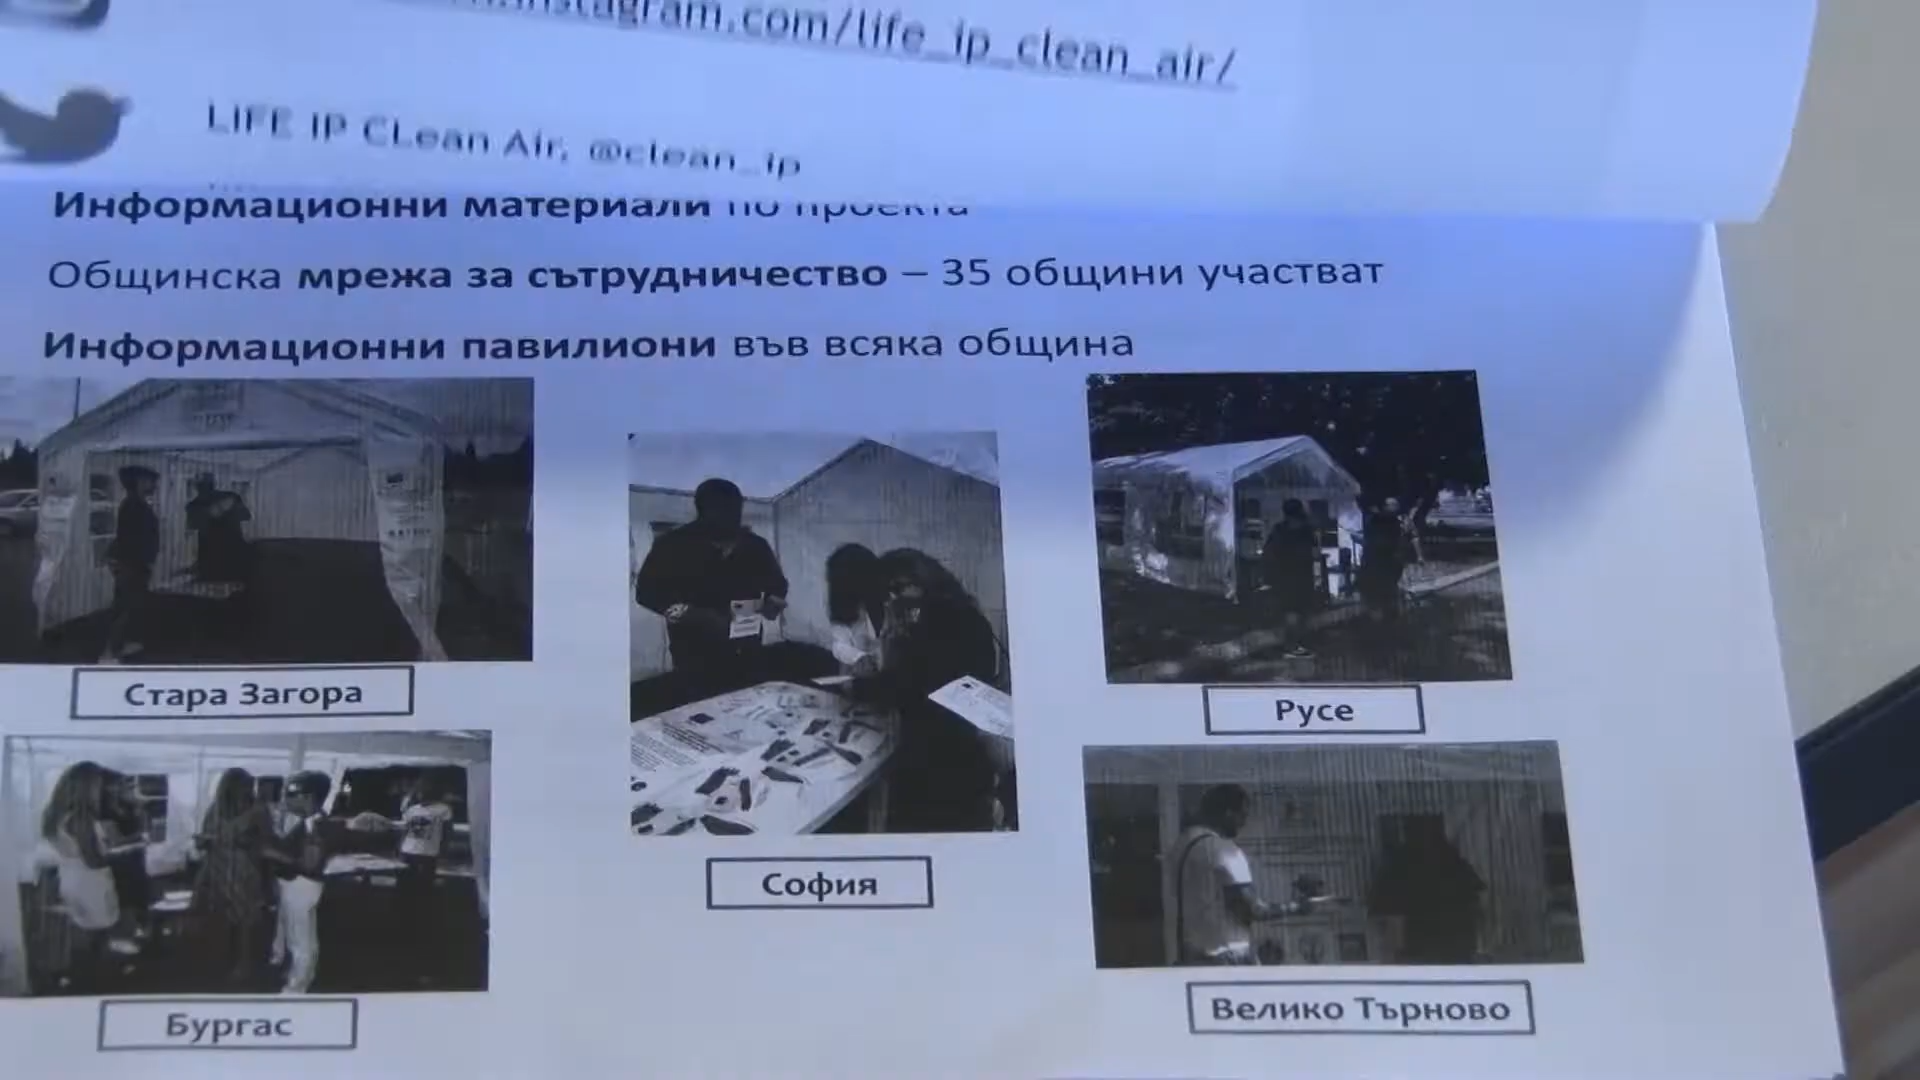 instagram.com/life_ip_clean_air/
LIFE IP CLean Air, @clean_ip
Информационни материали по проекта
Общинска мрежа за сътрудничество – 35 общини участват
Информационни павилиони във всяка община
Стара Загора
Русе
София
Бургас
Велико Търново